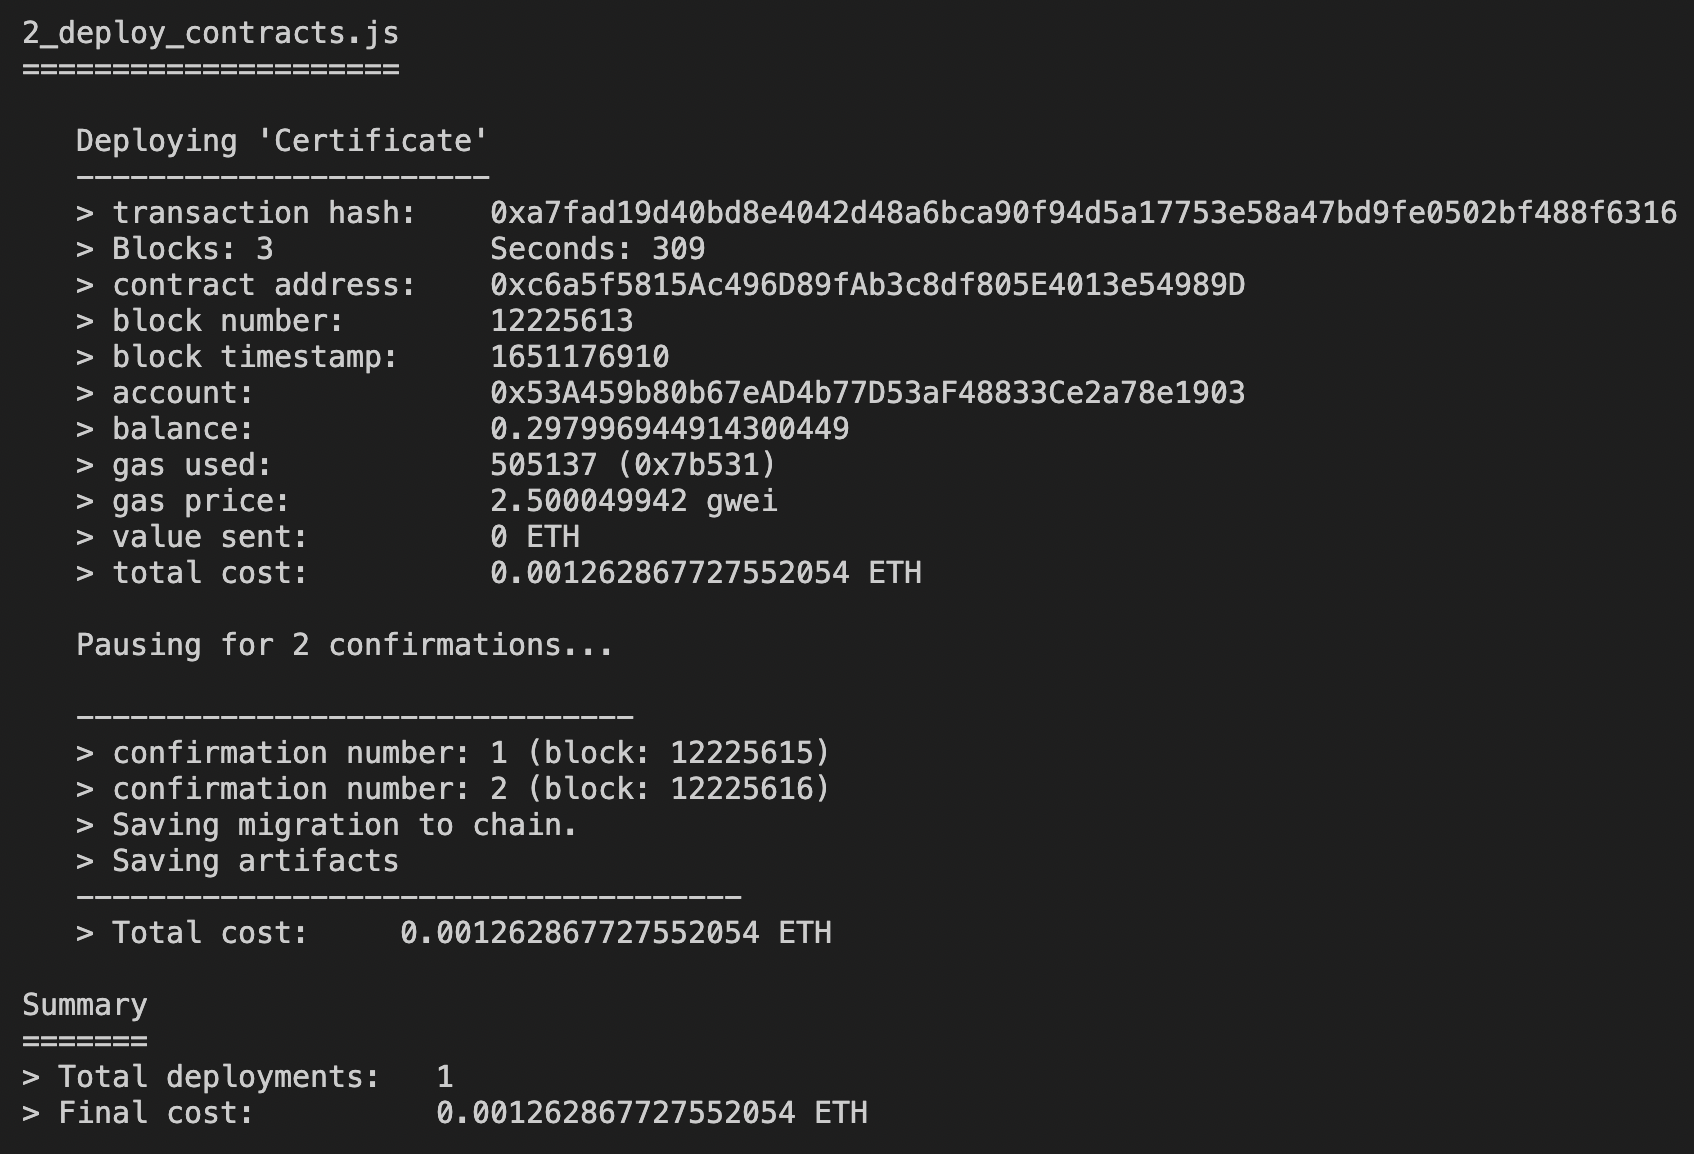 2_deploy_contracts.js
=====================
Deploying 'Certificate'
-----------------------
> transaction hash:    0xa7fad19d40bd8e4042d48a6bca90f94d5a17753e58a47bd9fe0502bf488f6316
> Blocks: 3            Seconds: 309
> contract address:    0xc6a5f5815Ac496D89fAb3c8df805E4013e54989D
> block number:        12225613
> block timestamp:     1651176910
> account:             0x53A459b80b67eAD4b77D53aF48833Ce2a78e1903
> balance:             0.297996944914300449
> gas used:            505137 (0x7b531)
> gas price:           2.500049942 gwei
> value sent:          0 ETH
> total cost:          0.001262867727552054 ETH
Pausing for 2 confirmations...
-------------------------------
> confirmation number: 1 (block: 12225615)
> confirmation number: 2 (block: 12225616)
> Saving migration to chain.
> Saving artifacts
-------------------------------------
> Total cost:     0.001262867727552054 ETH
Summary
=======
> Total deployments:   1
> Final cost:          0.001262867727552054 ETH